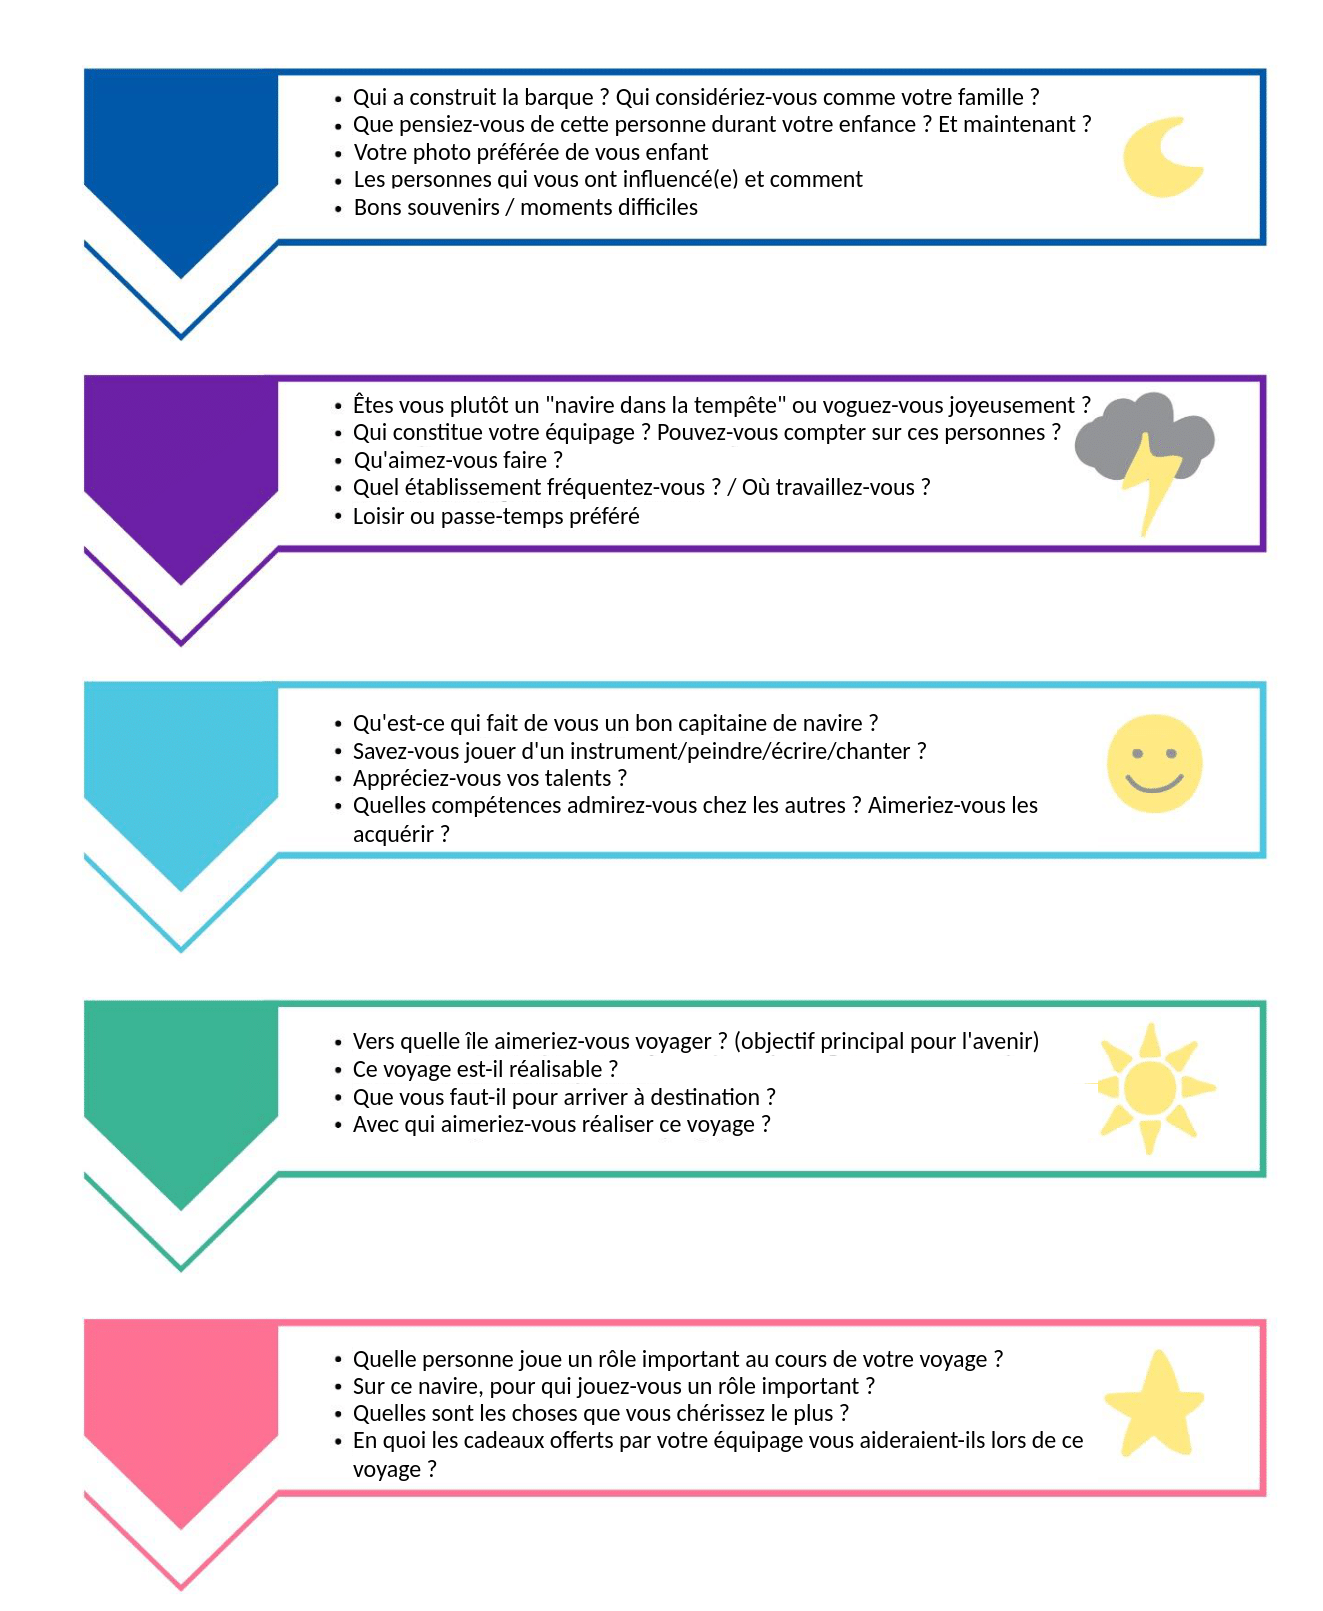 • Qui a construit la barque ? Qui considériez-vous comme votre famille ?
• Que pensiez-vous de cette personne durant votre enfance ? Et maintenant ?
• Votre photo préférée de vous enfant
• Les personnes qui vous ont influencé(e) et comment
• Bons souvenirs / moments difficiles
• Êtes vous plutôt un "navire dans la tempête" ou voguez-vous joyeusement ?
• Qui constitue votre équipage ? Pouvez-vous compter sur ces personnes ?
• Qu'aimez-vous faire ?
• Quel établissement fréquentez-vous ? / Où travaillez-vous ?
• Loisir ou passe-temps préféré
• Qu'est-ce qui fait de vous un bon capitaine de navire ?
• Savez-vous jouer d'un instrument/peindre/écrire/chanter ?
• Appréciez-vous vos talents ?
• Quelles compétences admirez-vous chez les autres ? Aimeriez-vous les
acquérir ?
• Vers quelle île aimeriez-vous voyager ? (objectif principal pour l'avenir)
• Ce voyage est-il réalisable ?
• Que vous faut-il pour arriver à destination ?
• Avec qui aimeriez-vous réaliser ce voyage ?
• Quelle personne joue un rôle important au cours de votre voyage ?
• Sur ce navire, pour qui jouez-vous un rôle important ?
• Quelles sont les choses que vous chérissez le plus ?
• En quoi les cadeaux offerts par votre équipage vous aideraient-ils lors de ce
voyage ?